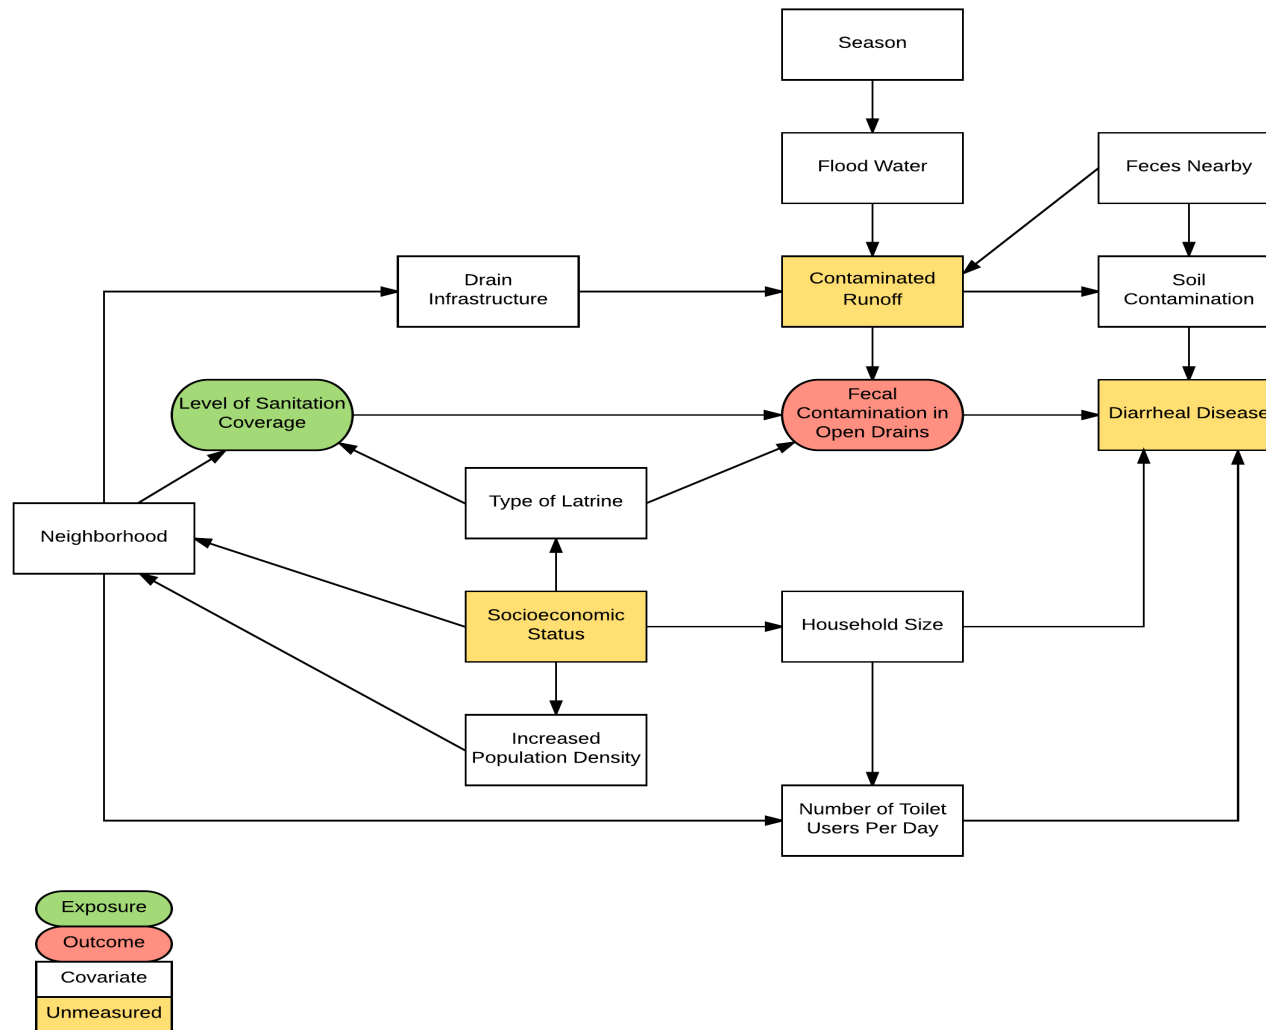 Season
Flood Water
Feces Nearby
Drain
Infrastructure
Contaminated
Runoff
Soil
Contamination
Level of Sanitation
Coverage
Fecal
Contamination in
Open Drains
Diarrheal Disease
Type of Latrine
Neighborhood
Socioeconomic
Status
Household Size
Increased
Population Density
Number of Toilet
Users Per Day
Exposure
Outcome
Covariate
Unmeasured